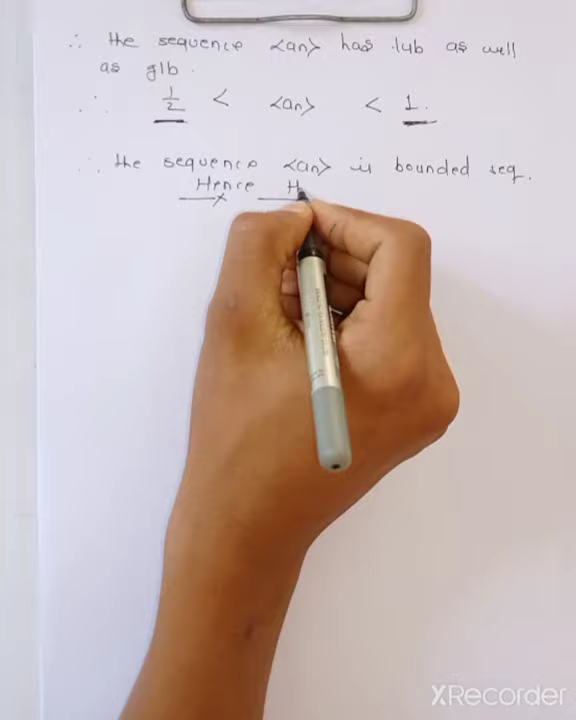 ∴ the sequence <an> has lub as well
as glb.
∴ 1/2 < <an> < 1.
∴ the sequence <an> is bounded seq.
Hence H
XRecorder